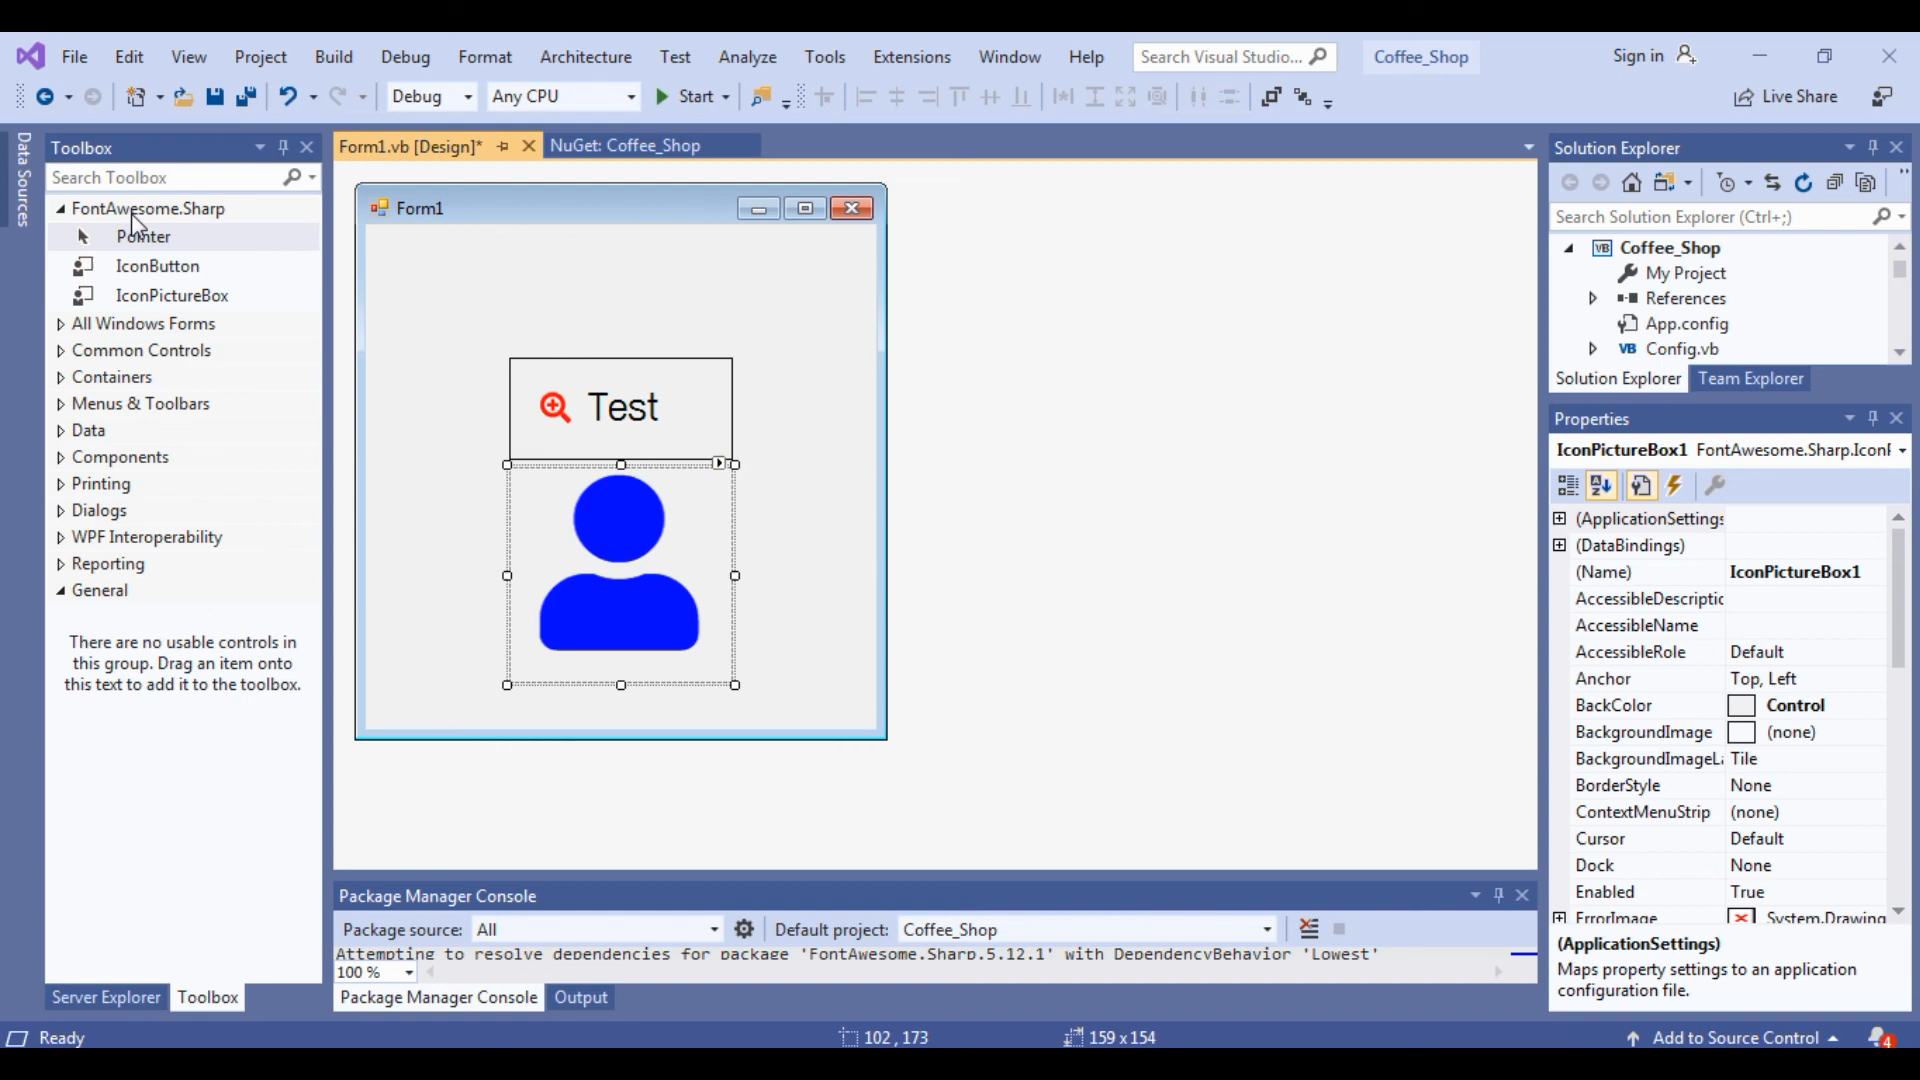 File Edit View Project Build Debug Format Architecture Test Analyze Tools Extensions Window Help Search Visual Studio... Coffee_Shop Sign in
Debug Any CPU Start Live Share
Data Sources
Toolbox
Search Toolbox
FontAwesome.Sharp
Pointer
IconButton
IconPictureBox
All Windows Forms
Common Controls
Containers
Menus & Toolbars
Data
Components
Printing
Dialogs
WPF Interoperability
Reporting
General
There are no usable controls in
this group. Drag an item onto
this text to add it to the toolbox.
Server Explorer Toolbox
Form1.vb [Design]* NuGet: Coffee_Shop
Form1
Test
Package Manager Console
Package source: All Default project: Coffee_Shop
Attempting to resolve dependencies for package 'FontAwesome.Sharp.5.12.1' with DependencyBehavior 'Lowest'
100 %
Package Manager Console Output
Solution Explorer
Search Solution Explorer (Ctrl+;)
VB Coffee_Shop
My Project
References
App.config
VB Config.vb
Solution Explorer Team Explorer
Properties
IconPictureBox1 FontAwesome.Sharp.IconP
(ApplicationSettings
(DataBindings)
(Name) IconPictureBox1
AccessibleDescriptic
AccessibleName
AccessibleRole Default
Anchor Top, Left
BackColor Control
BackgroundImage (none)
BackgroundImageLa Tile
BorderStyle None
ContextMenuStrip (none)
Cursor Default
Dock None
Enabled True
ErrorImage System.Drawing
(ApplicationSettings)
Maps property settings to an application
configuration file.
Ready 102 , 173 159 x 154 Add to Source Control 4